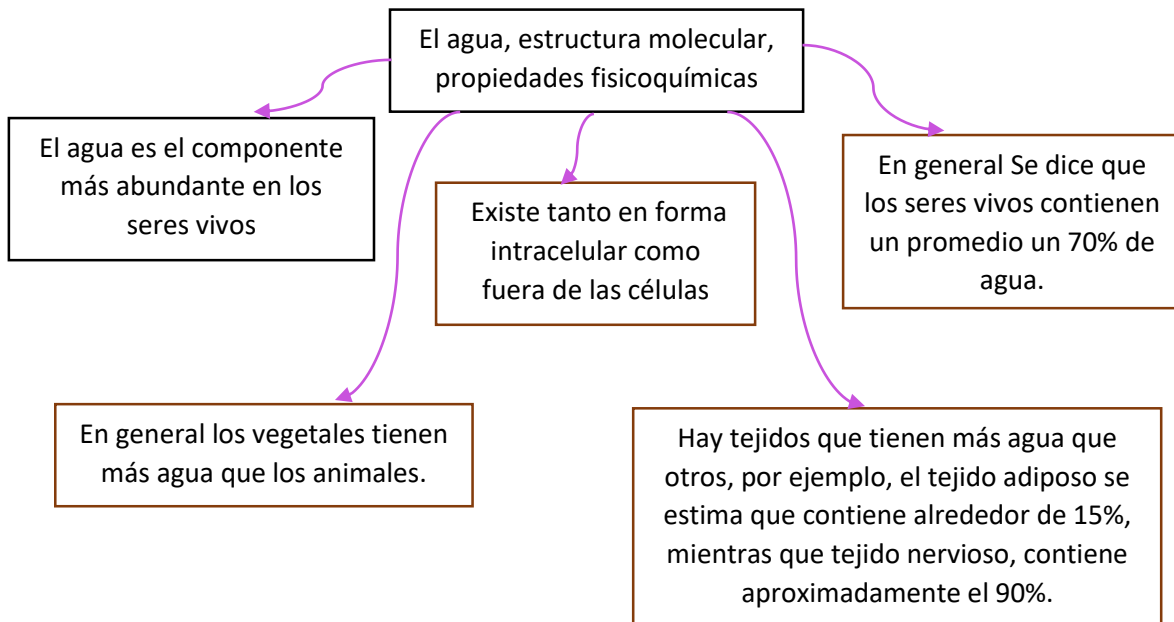 El agua, estructura molecular,
propiedades fisicoquímicas
El agua es el componente
más abundante en los
seres vivos
Existe tanto en forma
intracelular como
fuera de las células
En general Se dice que
los seres vivos contienen
un promedio un 70% de
agua.
En general los vegetales tienen
más agua que los animales.
Hay tejidos que tienen más agua que
otros, por ejemplo, el tejido adiposo se
estima que contiene alrededor de 15%,
mientras que tejido nervioso, contiene
aproximadamente el 90%.